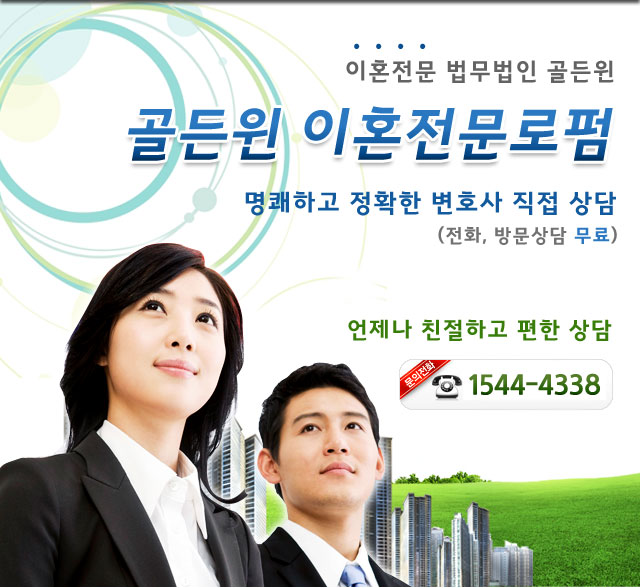 이혼전문 법무법인 골든윈
골든윈 이혼전문로펌
명쾌하고 정확한 변호사 직접 상담
(전화, 방문상담 무료)
언제나 친절하고 편한 상담
문의전화
1544-4338